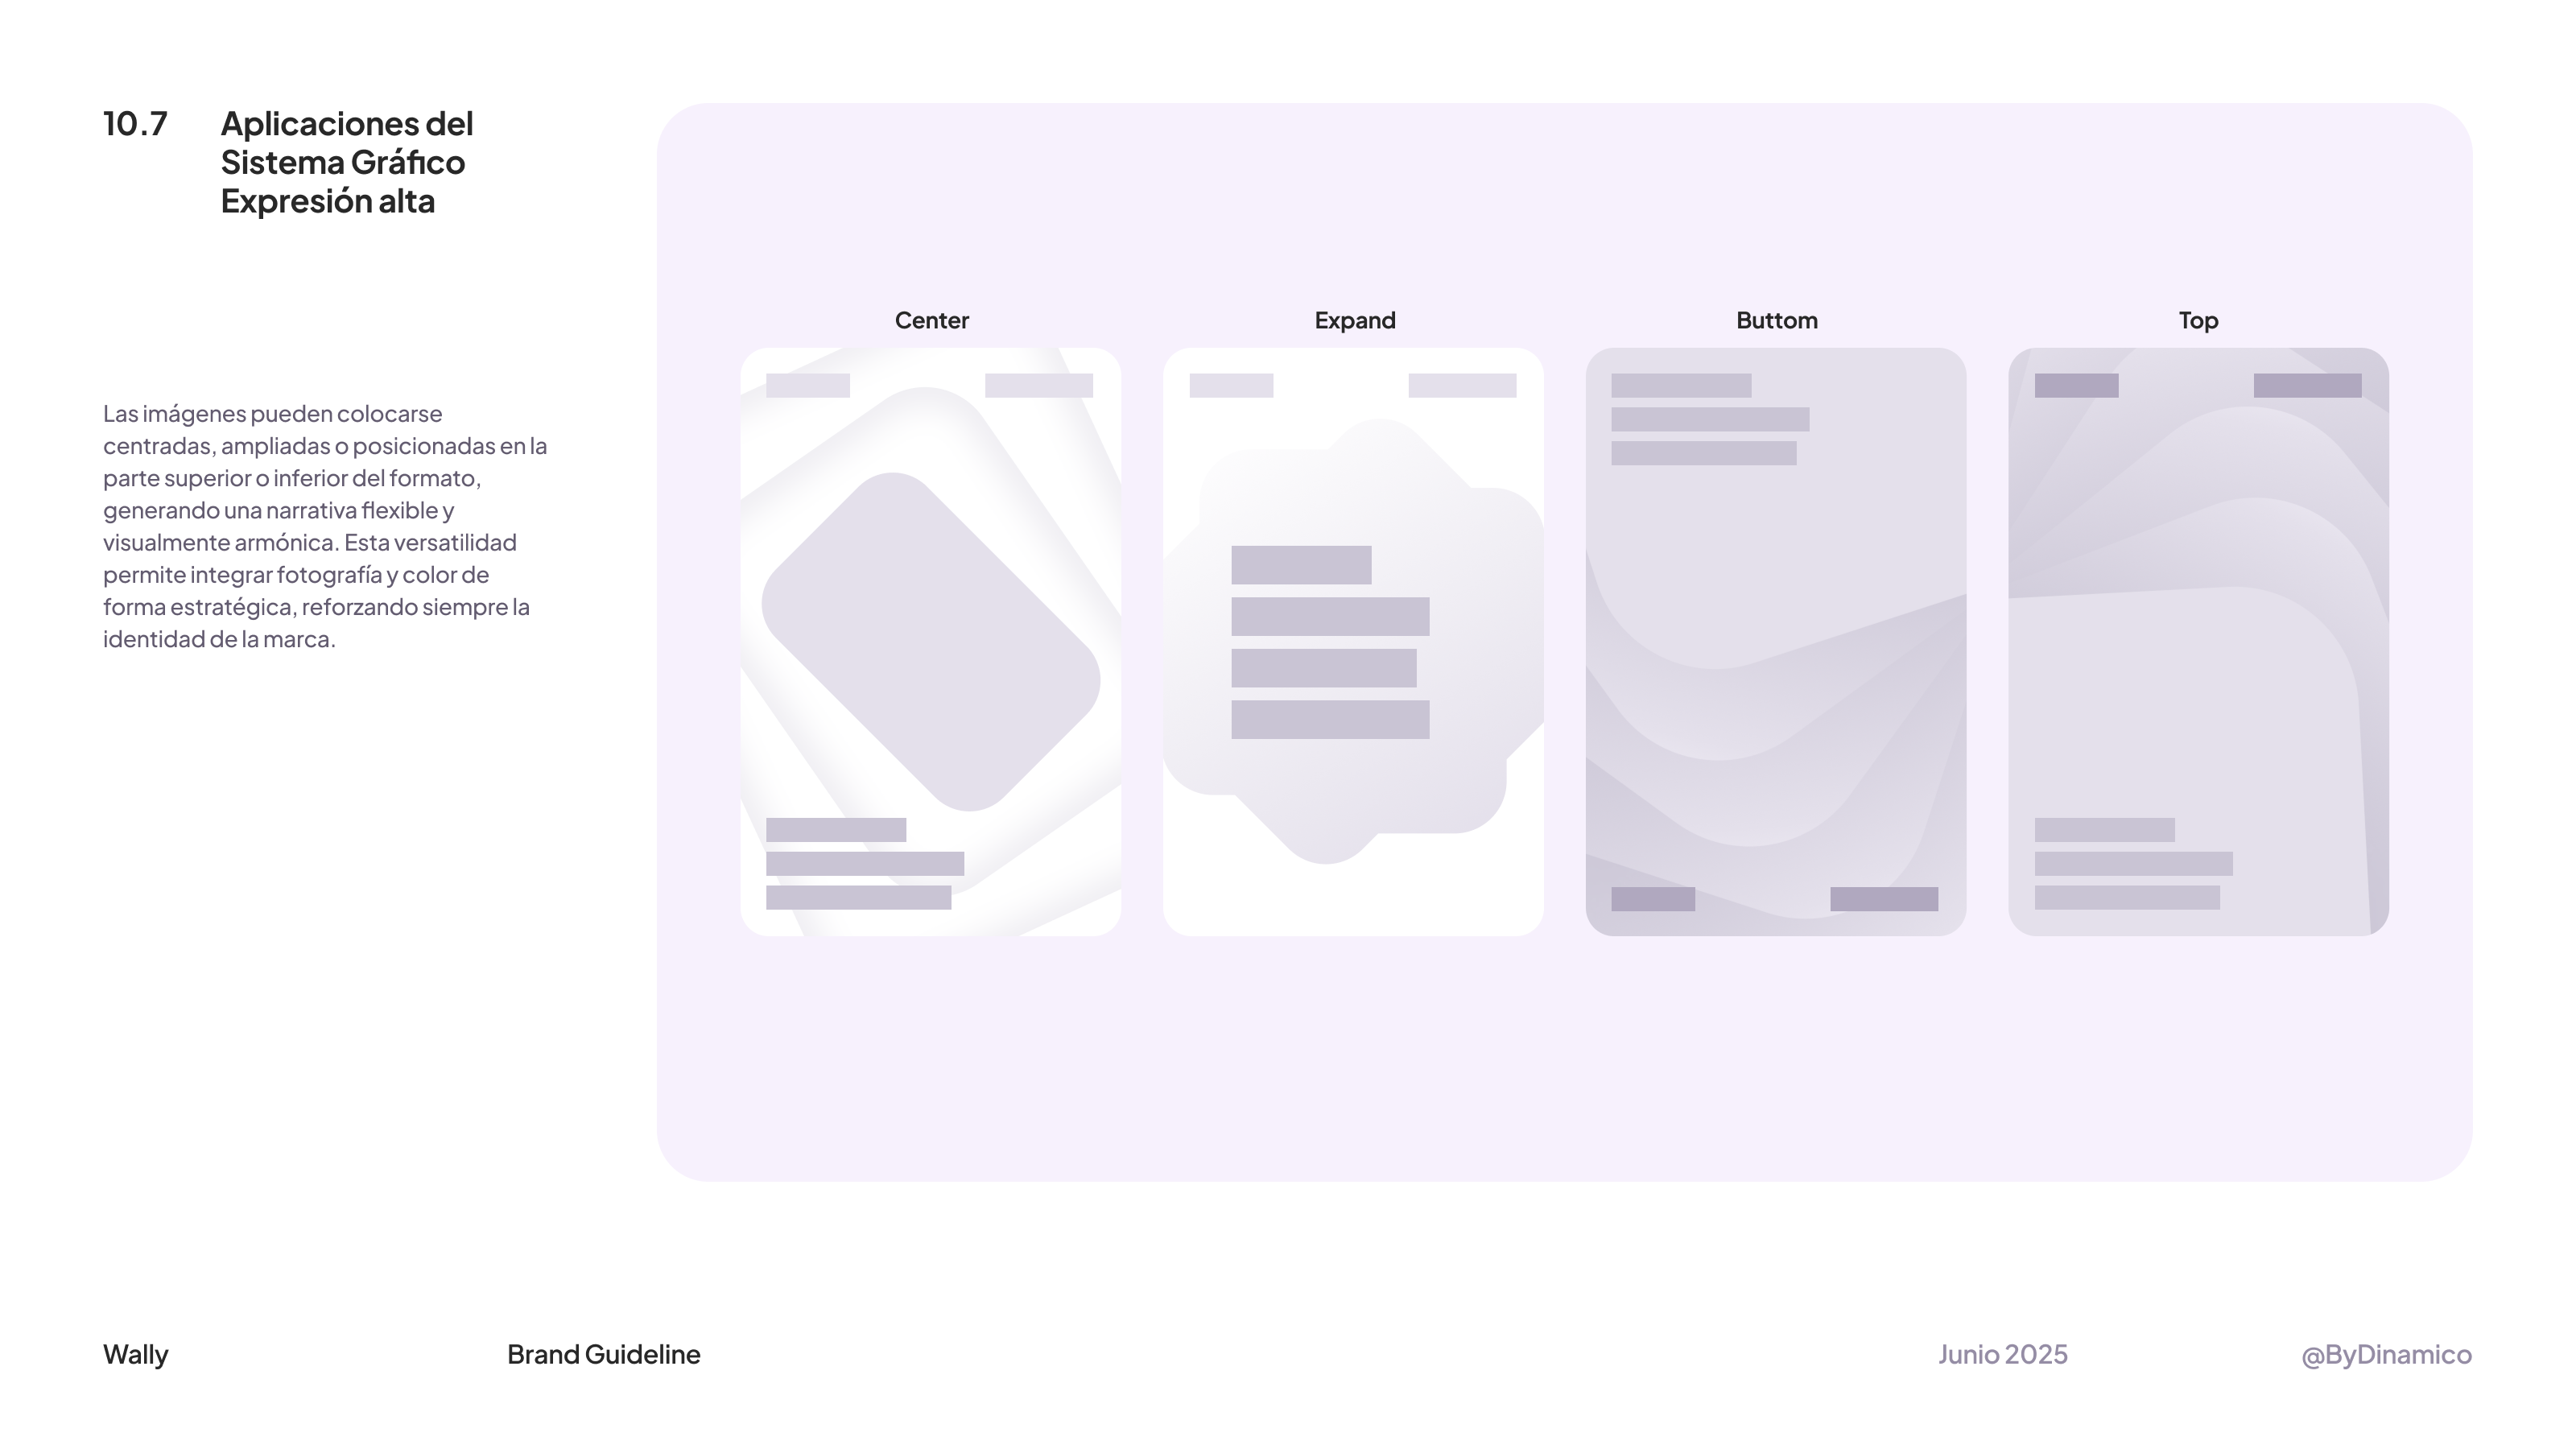 10.7
Aplicaciones del
Sistema Gráfico
Expresión alta
Las imágenes pueden colocarse
centradas, ampliadas o posicionadas en la
parte superior o inferior del formato,
generando una narrativa flexible y
visualmente armónica. Esta versatilidad
permite integrar fotografía y color de
forma estratégica, reforzando siempre la
identidad de la marca.
Center
Expand
Buttom
Top
Wally
Brand Guideline
Junio 2025
@ByDinamico